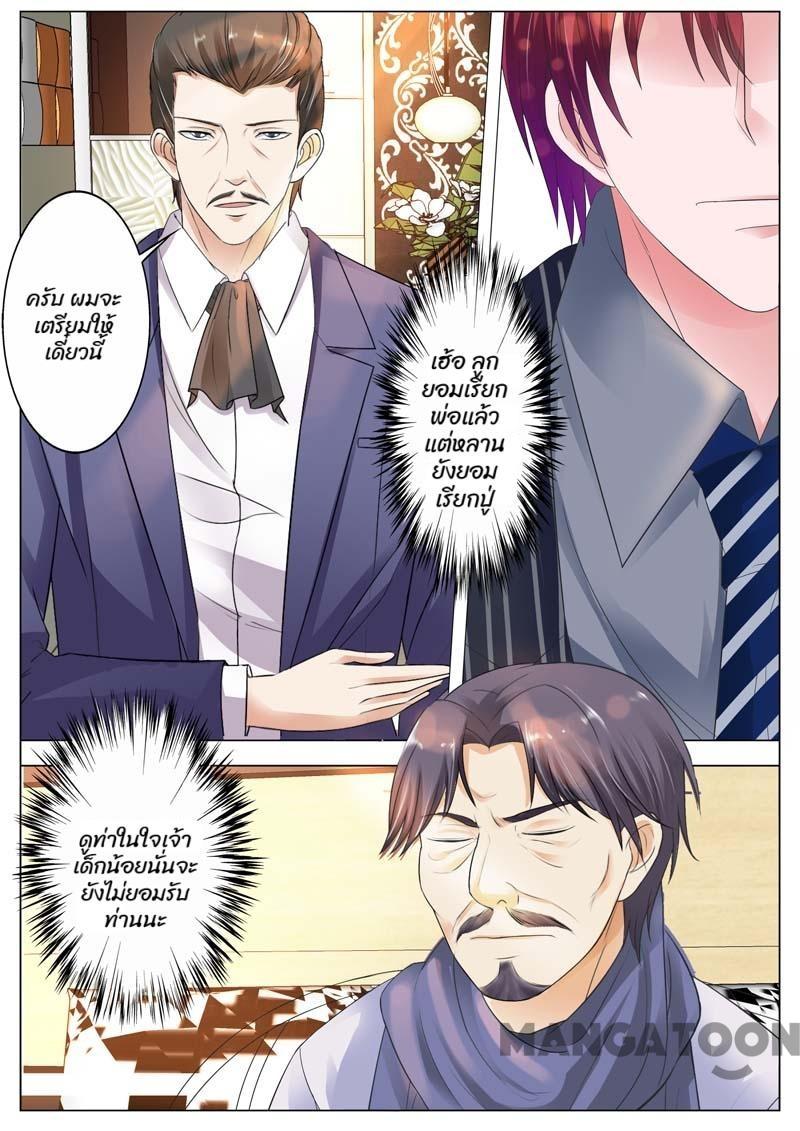 ครับ ผมจะ
เตรียมให้
เดี๋ยวนี้
เฮ้อ ลูก
ยอมเรียก
พ่อแล้ว
แต่หลาน
ยังยอม
เรียกปู่
ดูท่าในใจเจ้า
เด็กน้อยนั่นจะ
ยังไม่ยอมรับ
ท่านนะ
MANGATOON